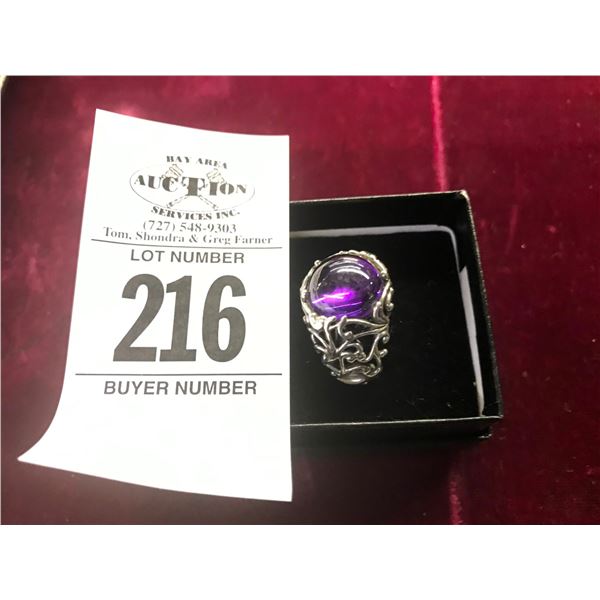 BAY AREA
AUCTION
SERVICES INC.
(727) 548-9303
Tom, Shondra & Greg Farner
LOT NUMBER
216
BUYER NUMBER